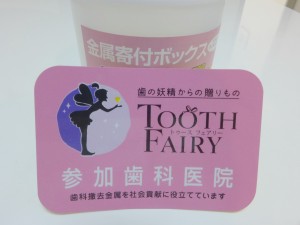 金属寄付ボックス
歯の妖精からの贈りもの
TOOTH
トゥース フェアリー
FAIRY
参加歯科医院
歯科撤去金属を社会貢献に役立てています